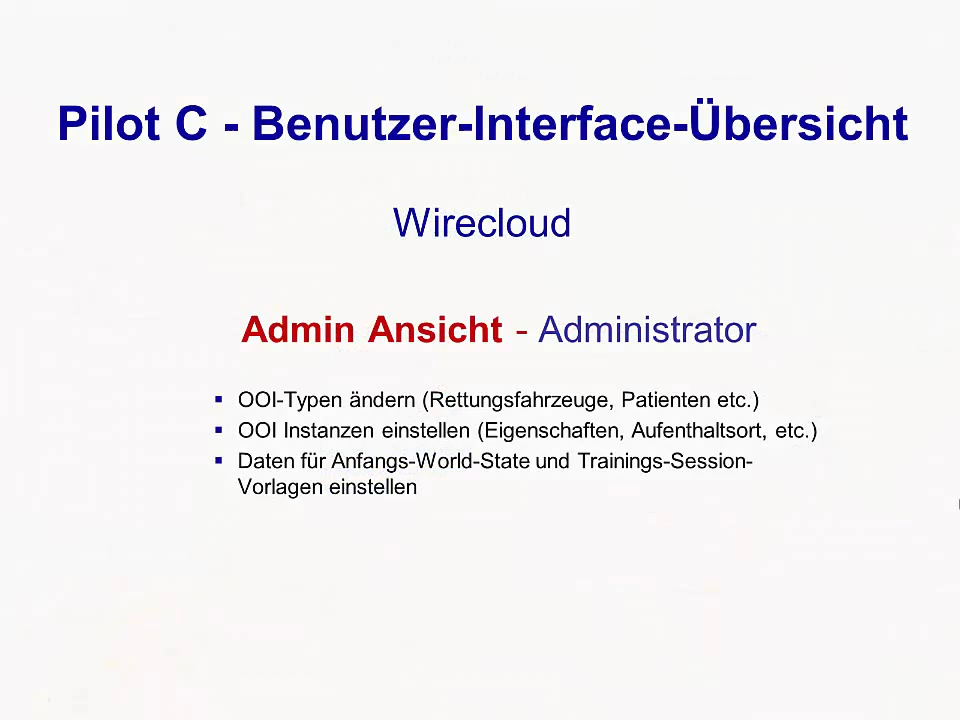 Pilot C - Benutzer-Interface-Übersicht
Wirecloud
Admin Ansicht - Administrator
▪ OOI-Typen ändern (Rettungsfahrzeuge, Patienten etc.)
▪ OOI Instanzen einstellen (Eigenschaften, Aufenthaltsort, etc.)
▪ Daten für Anfangs-World-State und Trainings-Session-
Vorlagen einstellen